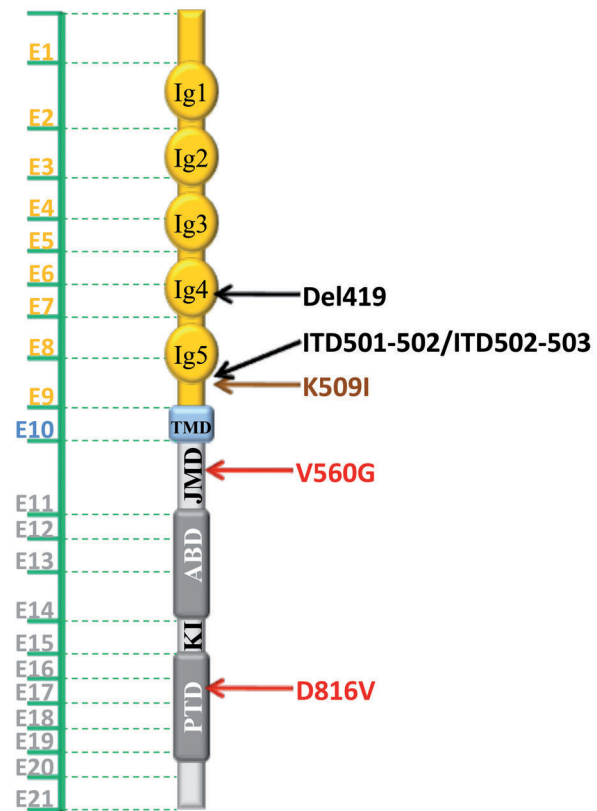 E1
Ig1
E2
Ig2
E3
E4
Ig3
E5
E6
Ig4
Del419
E7
ITD501-502/ITD502-503
E8
Ig5
K509I
E9
E10
TMD
JMD
V560G
E11
E12
ABD
E13
E14
KI
E15
E16
E17
PTD
D816V
E18
E19
E20
E21